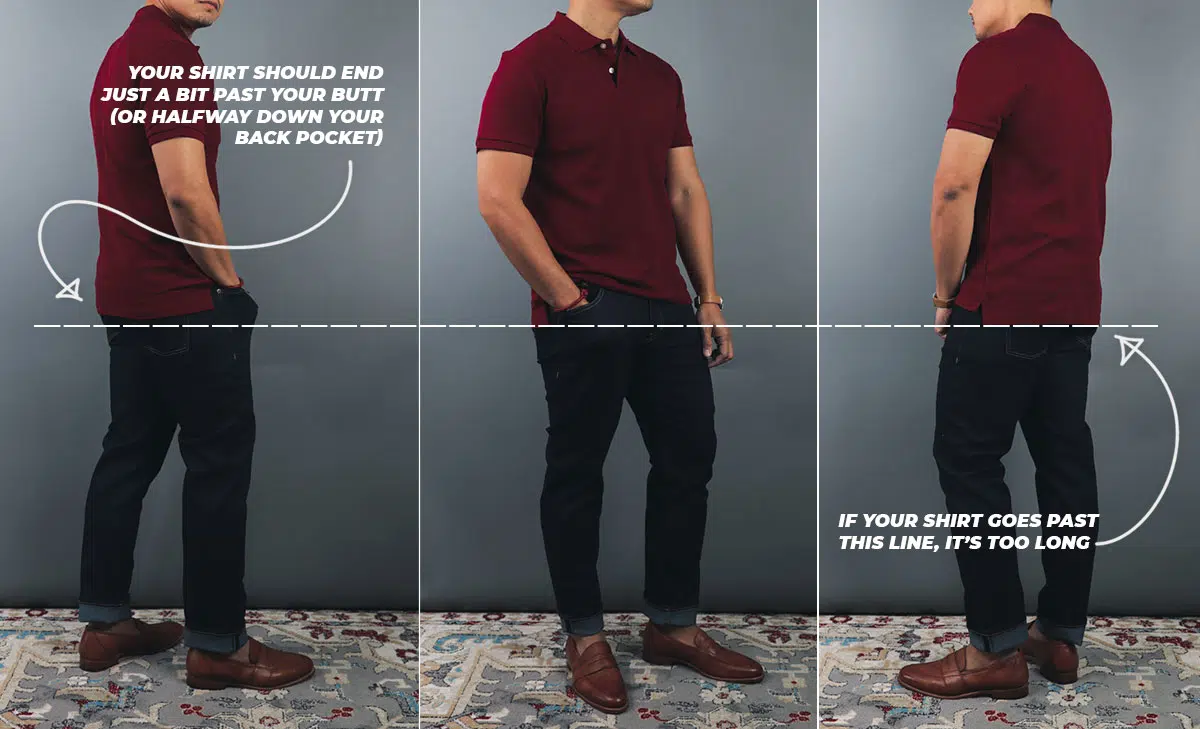 YOUR SHIRT SHOULD END
JUST A BIT PAST YOUR BUTT
(OR HALFWAY DOWN YOUR
BACK POCKET)
IF YOUR SHIRT GOES PAST
THIS LINE, IT'S TOO LONG